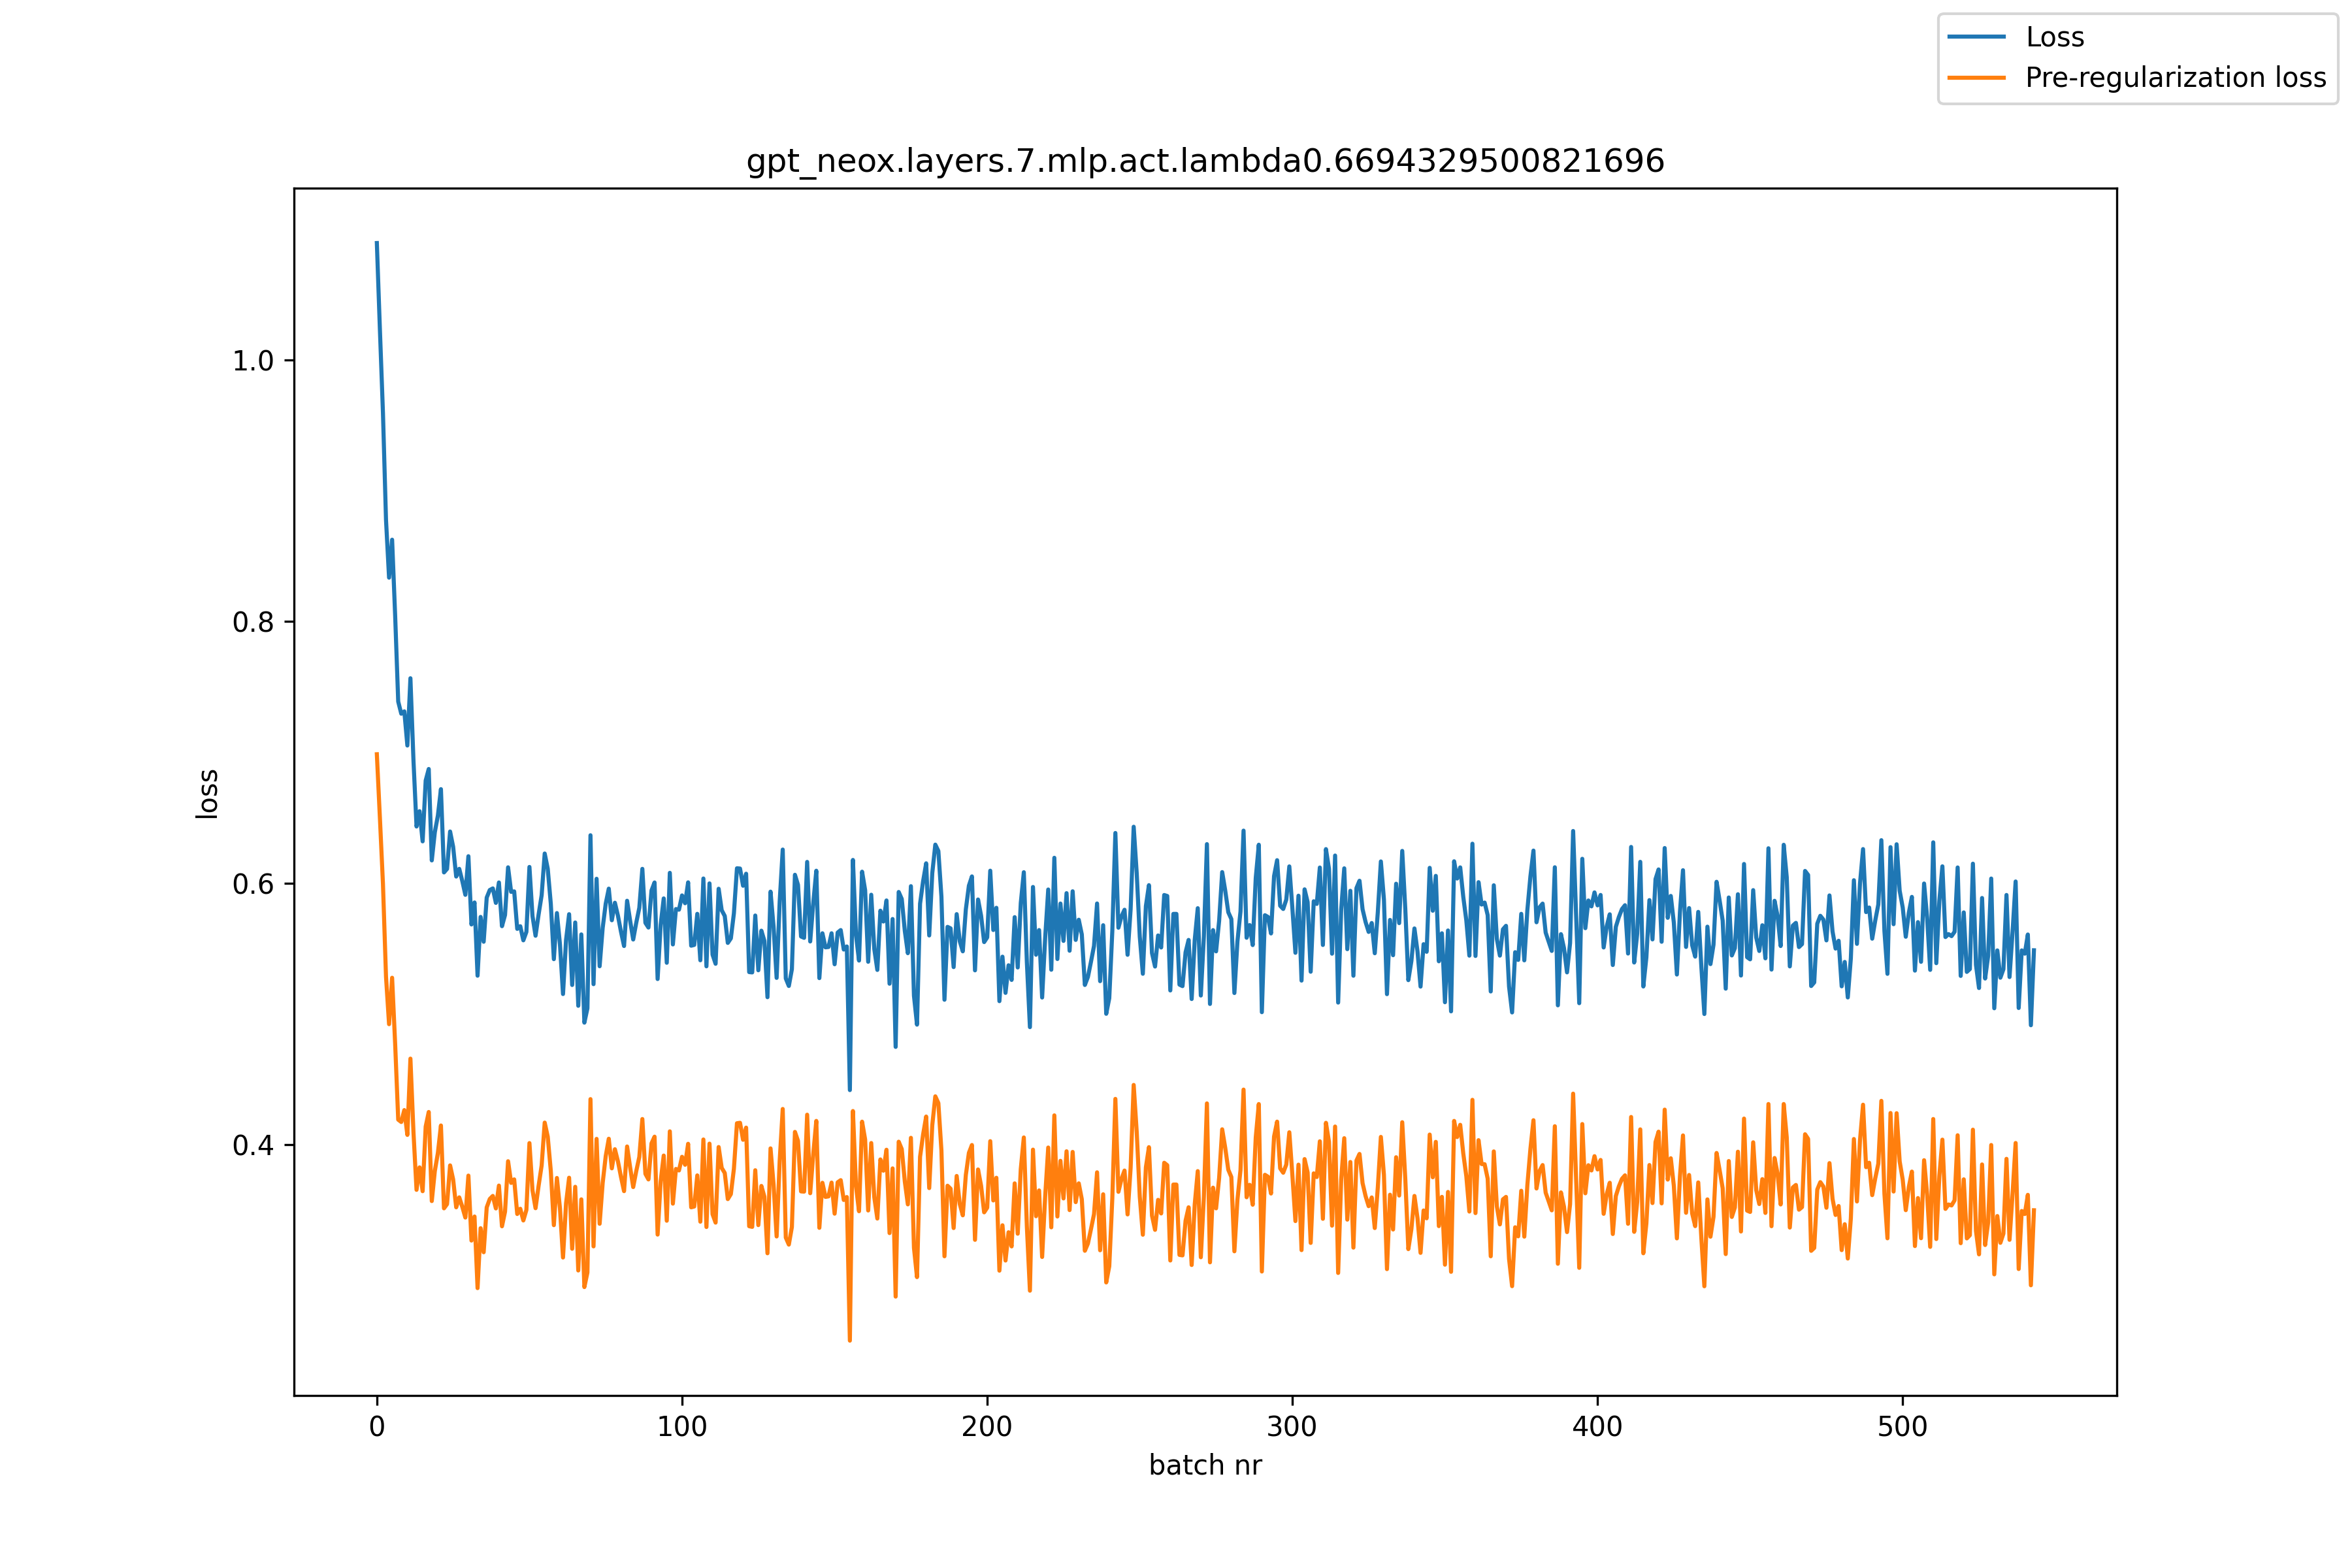 Loss
Pre-regularization loss
gpt_neox.layers.7.mlp.act.lambda0.6694329500821696
1.0
0.8
0.6
0.4
loss
0 100 200 300 400 500
batch nr